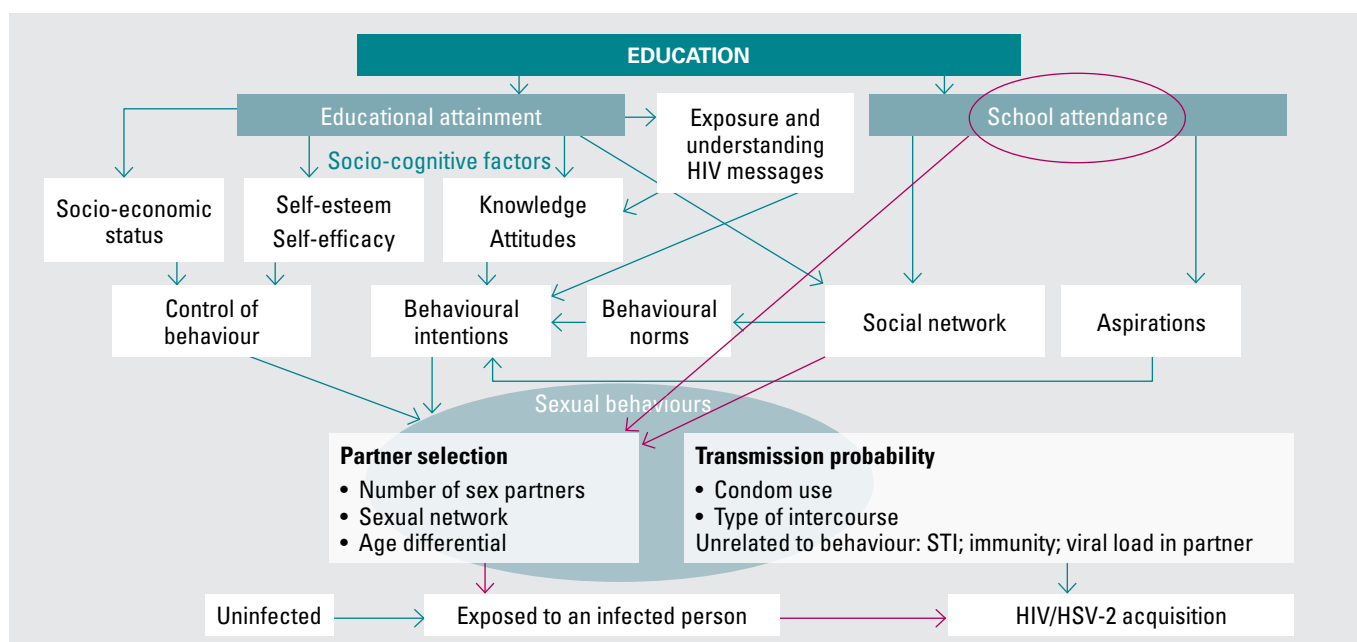 EDUCATION
Educational attainment
School attendance
Exposure and
understanding
HIV messages
Socio-cognitive factors
Socio-economic
status
Self-esteem
Self-efficacy
Knowledge
Attitudes
Control of
behaviour
Behavioural
intentions
Behavioural
norms
Social network
Aspirations
Sexual behaviours
Partner selection
• Number of sex partners
• Sexual network
• Age differential
Transmission probability
• Condom use
• Type of intercourse
Unrelated to behaviour: STI; immunity; viral load in partner
Uninfected
Exposed to an infected person
HIV/HSV-2 acquisition